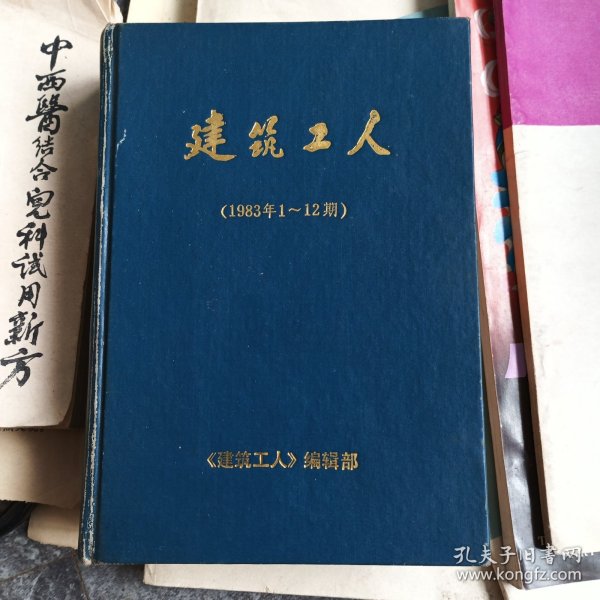 建筑工人
(1983年1～12期)
《建筑工人》编辑部
中西醫结合兒科试用新方
孔夫子旧书网
www.kongfz.com